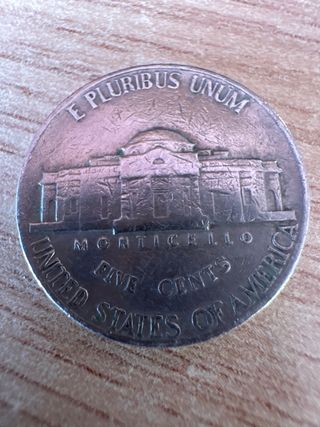 E PLURIBUS UNUM
MONTICELLO
FIVE CENTS
UNITED STATES OF AMERICA